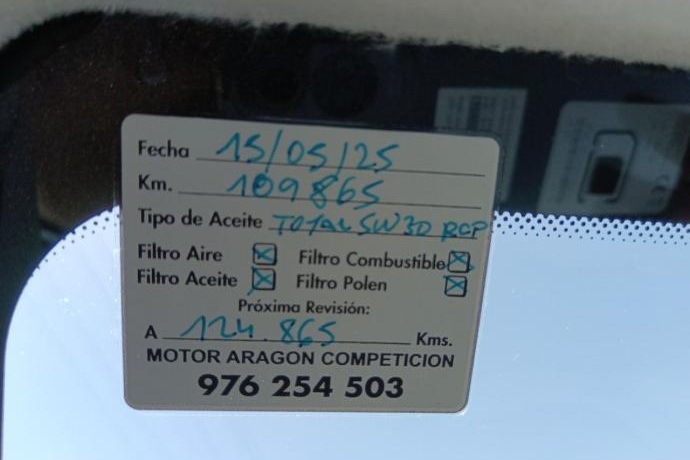 Fecha 15/05/25
Km. 109865
Tipo de Aceite TOTAL 5W30 RCP
Filtro Aire ☒ Filtro Combustible ☒
Filtro Aceite ☒ Filtro Polen ☒
Próxima Revisión:
A 124.865 Kms.
MOTOR ARAGON COMPETICION
976 254 503